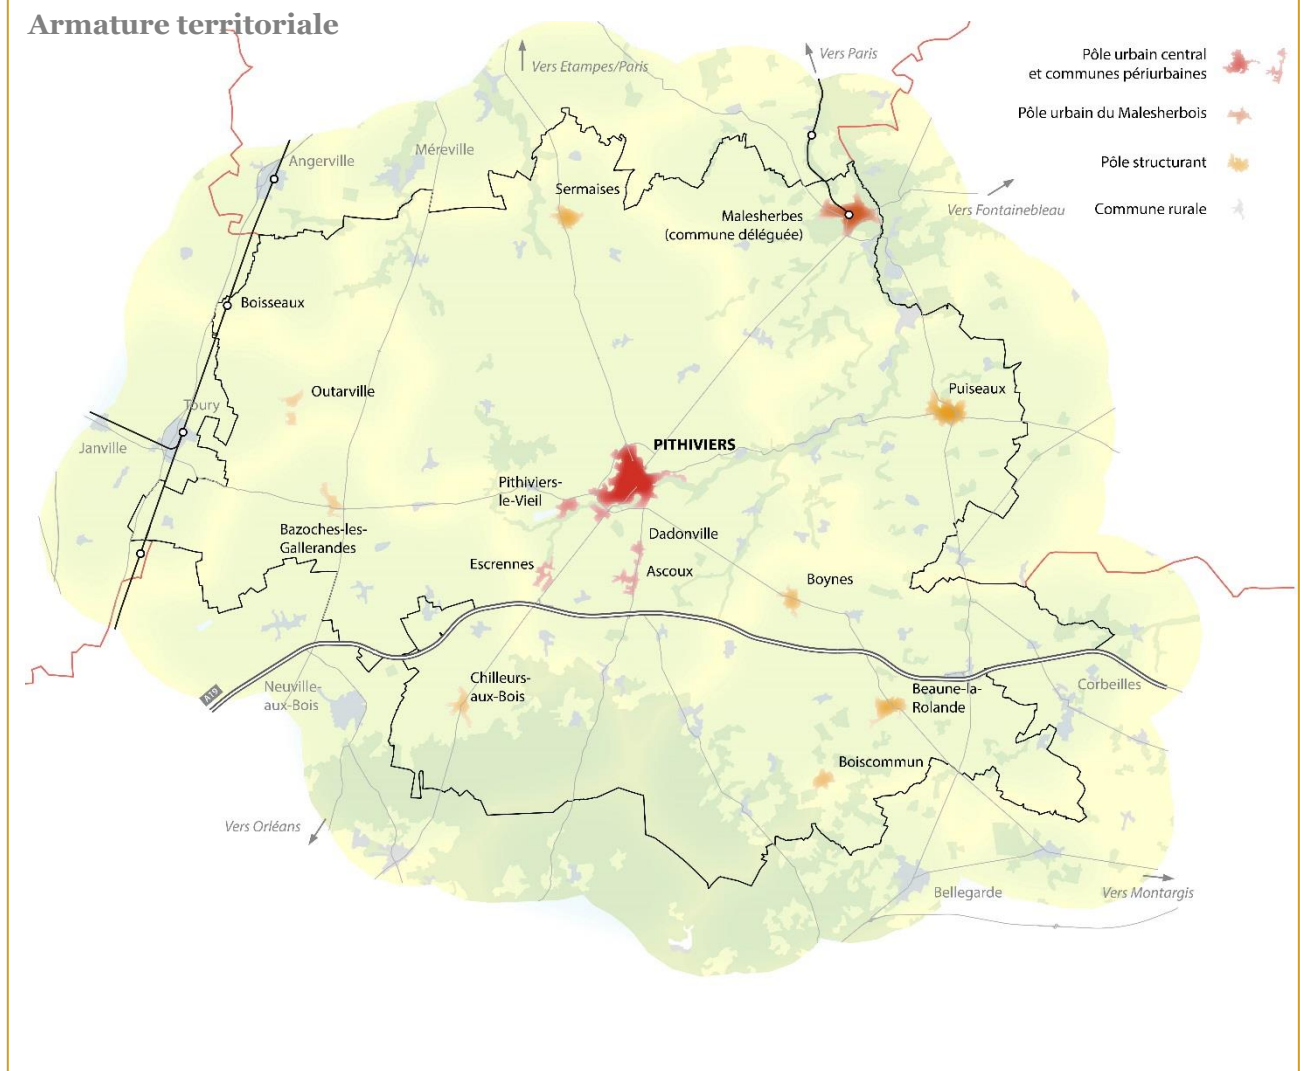 Armature territoriale
Vers Etampes/Paris
Vers Paris
Pôle urbain central
et communes périurbaines
Pôle urbain du Malesherbois
Pôle structurant
Commune rurale
Angerville
Méreville
Sermaises
Malesherbes
(commune déléguée)
Vers Fontainebleau
Boisseaux
Outarville
Toury
Janville
Puiseaux
PITHIVIERS
Pithiviers-
le-Vieil
Bazoches-les-
Gallerandes
Dadonville
Escrennes
Ascoux
Boynes
A19
Neuville-
aux-Bois
Chilleurs-
aux-Bois
Beaune-la-
Rolande
Corbeilles
Boiscommun
Vers Orléans
Bellegarde
Vers Montargis